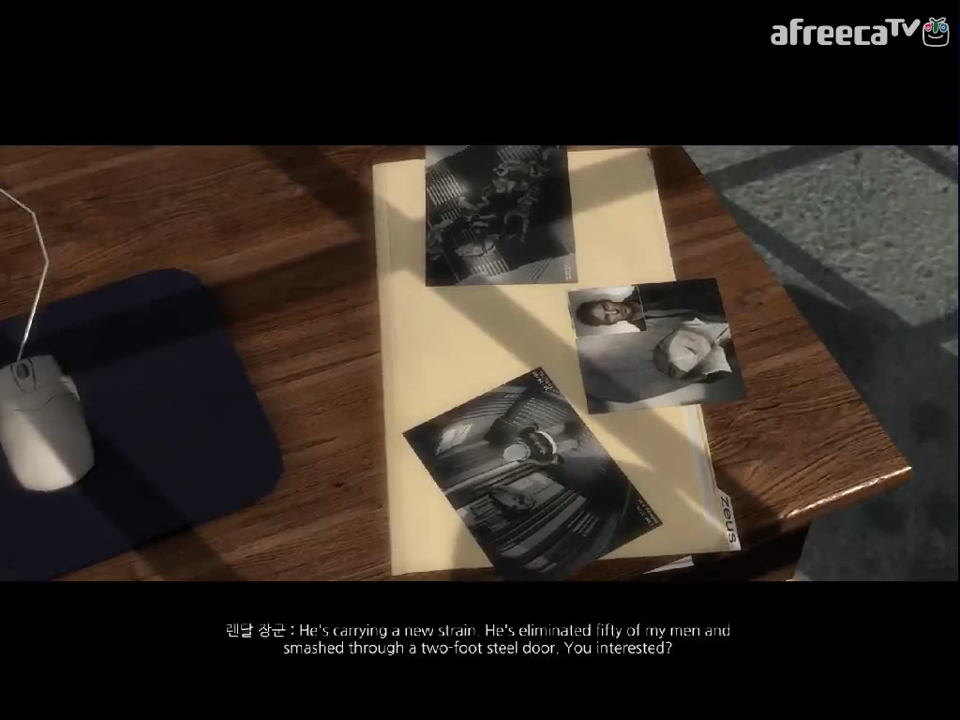 afreecaTV
zeus
렌달 장군 : He's carrying a new strain. He's eliminated fifty of my men and
smashed through a two-foot steel door. You interested?